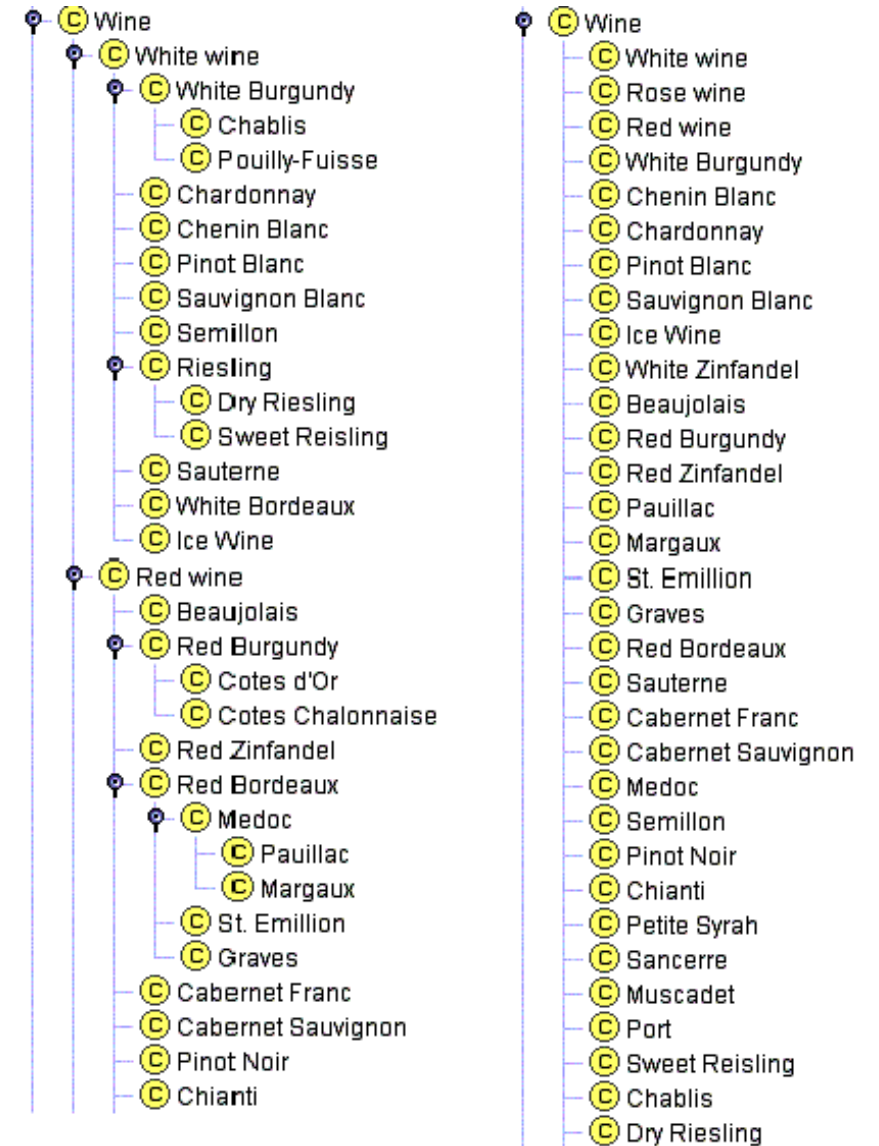 Wine
White wine
White Burgundy
Chablis
Pouilly-Fuisse
Chardonnay
Chenin Blanc
Pinot Blanc
Sauvignon Blanc
Semillon
Riesling
Dry Riesling
Sweet Reisling
Sauterne
White Bordeaux
Ice Wine
Red wine
Beaujolais
Red Burgundy
Cotes d'Or
Cotes Chalonnaise
Red Zinfandel
Red Bordeaux
Medoc
Pauillac
Margaux
St. Emillion
Graves
Cabernet Franc
Cabernet Sauvignon
Pinot Noir
Chianti
Wine
White wine
Rose wine
Red wine
White Burgundy
Chenin Blanc
Chardonnay
Pinot Blanc
Sauvignon Blanc
Ice Wine
White Zinfandel
Beaujolais
Red Burgundy
Red Zinfandel
Pauillac
Margaux
St. Emillion
Graves
Red Bordeaux
Sauterne
Cabernet Franc
Cabernet Sauvignon
Medoc
Semillon
Pinot Noir
Chianti
Petite Syrah
Sancerre
Muscadet
Port
Sweet Reisling
Chablis
Dry Riesling